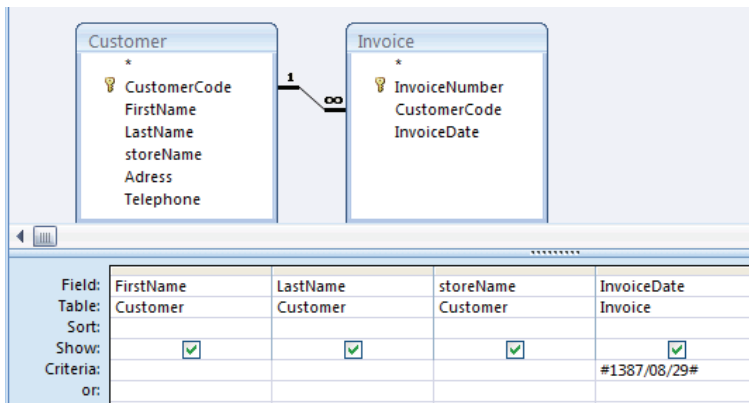 Customer
*
CustomerCode
FirstName
LastName
storeName
Adress
Telephone
1
∞
Invoice
*
InvoiceNumber
CustomerCode
InvoiceDate
Field: FirstName LastName storeName InvoiceDate
Table: Customer Customer Customer Invoice
Sort:
Show:
Criteria: #1387/08/29#
or: